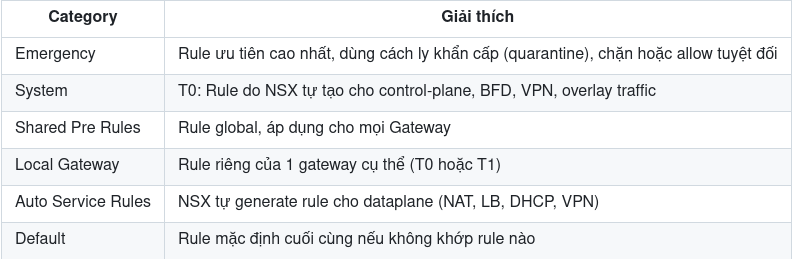 Category Giải thích
Emergency Rule ưu tiên cao nhất, dùng cách ly khẩn cấp (quarantine), chặn hoặc allow tuyệt đối
System T0: Rule do NSX tự tạo cho control-plane, BFD, VPN, overlay traffic
Shared Pre Rules Rule global, áp dụng cho mọi Gateway
Local Gateway Rule riêng của 1 gateway cụ thể (T0 hoặc T1)
Auto Service Rules NSX tự generate rule cho dataplane (NAT, LB, DHCP, VPN)
Default Rule mặc định cuối cùng nếu không khớp rule nào